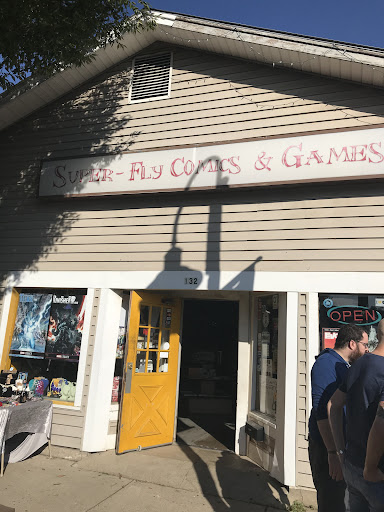 SUPER-FLY COMICS & GAMES
132
OPEN